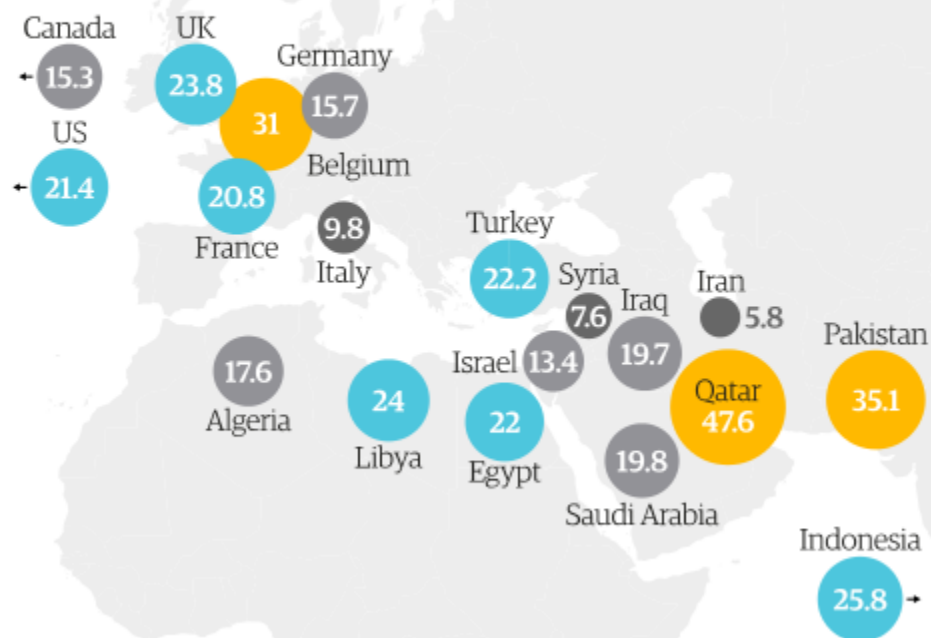 Canada
15.3
UK
23.8
Germany
15.7
31
Belgium
US
21.4
20.8
France
9.8
Italy
Turkey
22.2
Syria
7.6
Iraq
19.7
Iran
5.8
Pakistan
35.1
Israel
13.4
Qatar
47.6
17.6
Algeria
24
Libya
22
Egypt
19.8
Saudi Arabia
Indonesia
25.8